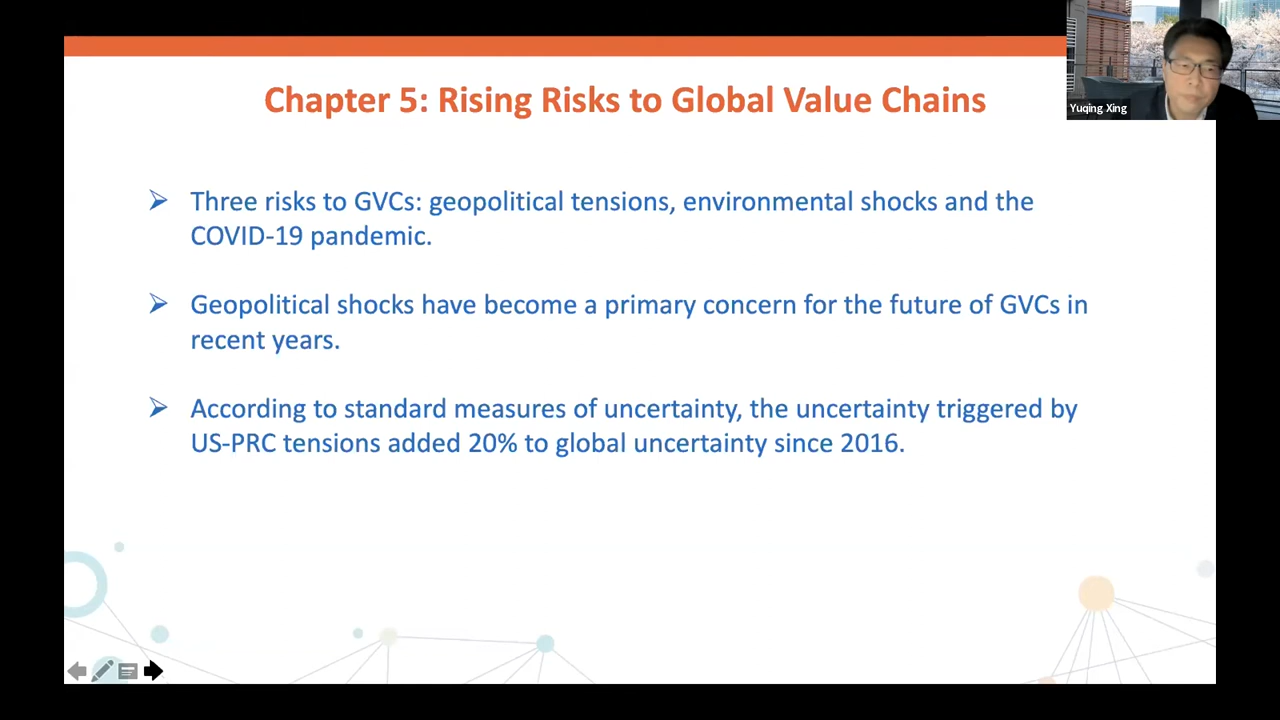 Chapter 5: Rising Risks to Global Value Chains
Yuqing Xing
➢ Three risks to GVCs: geopolitical tensions, environmental shocks and the
COVID-19 pandemic.
➢ Geopolitical shocks have become a primary concern for the future of GVCs in
recent years.
➢ According to standard measures of uncertainty, the uncertainty triggered by
US-PRC tensions added 20% to global uncertainty since 2016.